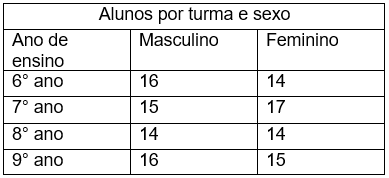 Alunos por turma e sexo
Ano de ensino Masculino Feminino
6° ano 16 14
7° ano 15 17
8° ano 14 14
9° ano 16 15